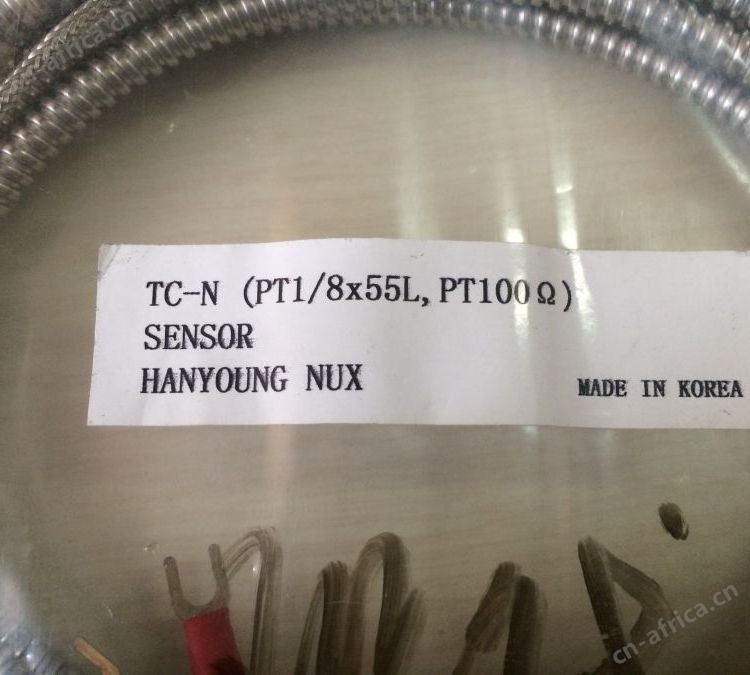 cn-africa.cn
TC-N (PT1/8x55L, PT100Ω)
SENSOR
HANYOUNG NUX
MADE IN KOREA
cn-africa.cn